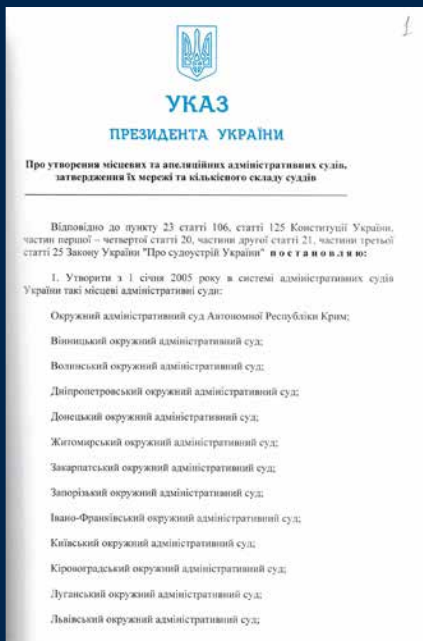 1
УКАЗ
ПРЕЗИДЕНТА УКРАЇНИ
Про утворення місцевих та апеляційних адміністративних судів,
затвердження їх мережі та кількісного складу суддів
Відповідно до пункту 23 статті 106, статті 125 Конституції України,
частин першої – четвертої статті 20, частини другої статті 21, частини третьої
статті 25 Закону України "Про судоустрій України" постановляю:
1. Утворити з 1 січня 2005 року в системі адміністративних судів
України такі місцеві адміністративні суди:
Окружний адміністративний суд Автономної Республіки Крим;
Вінницький окружний адміністративний суд;
Волинський окружний адміністративний суд;
Дніпропетровський окружний адміністративний суд;
Донецький окружний адміністративний суд;
Житомирський окружний адміністративний суд;
Закарпатський окружний адміністративний суд;
Запорізький окружний адміністративний суд;
Івано-Франківський окружний адміністративний суд;
Київський окружний адміністративний суд;
Кіровоградський окружний адміністративний суд;
Луганський окружний адміністративний суд;
Львівський окружний адміністративний суд;